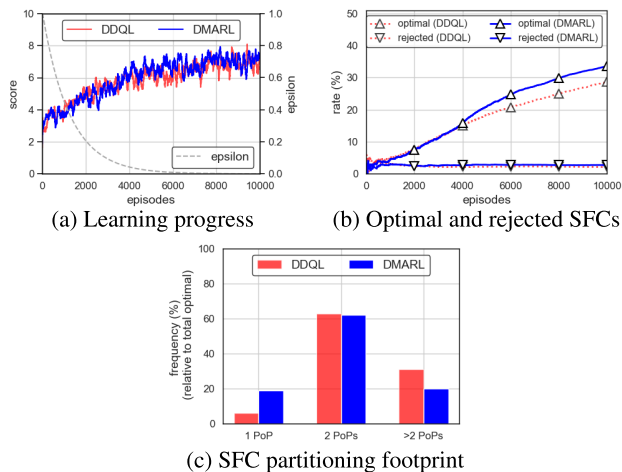 DDQL DMARL
10 8 6 4 2 0
score
1.0 0.8 0.6 0.4 0.2 0.0
epsilon
epsilon
0 2000 4000 6000 8000 10000
episodes
(a) Learning progress
optimal (DDQL) optimal (DMARL)
rejected (DDQL) rejected (DMARL)
50 40 30 20 10 0
rate (%)
0 2000 4000 6000 8000 10000
episodes
(b) Optimal and rejected SFCs
DDQL DMARL
100 80 60 40 20 0
frequency (%)
(relative to total optimal)
1 PoP 2 PoPs >2 PoPs
(c) SFC partitioning footprint